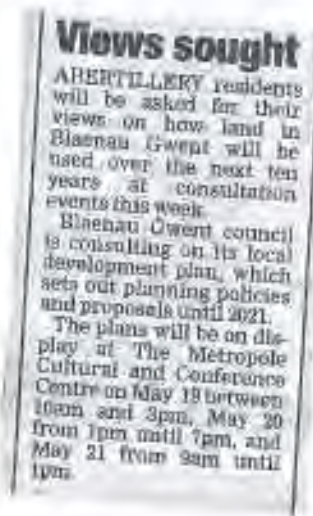 Views sought
ABERTILLERY residents
will be asked for their
views on how land in
Blaenau Gwent will be
used over the next ten
years at consultation
events this week.
Blaenau Gwent council
is consulting on its local
development plan, which
sets out planning policies
and proposals until 2021.
The plans will be on dis-
play at The Metropole
Cultural and Conference
Centre on May 19 between
10am and 3pm, May 20
from 1pm until 7pm, and
May 21 from 9am until
1pm.